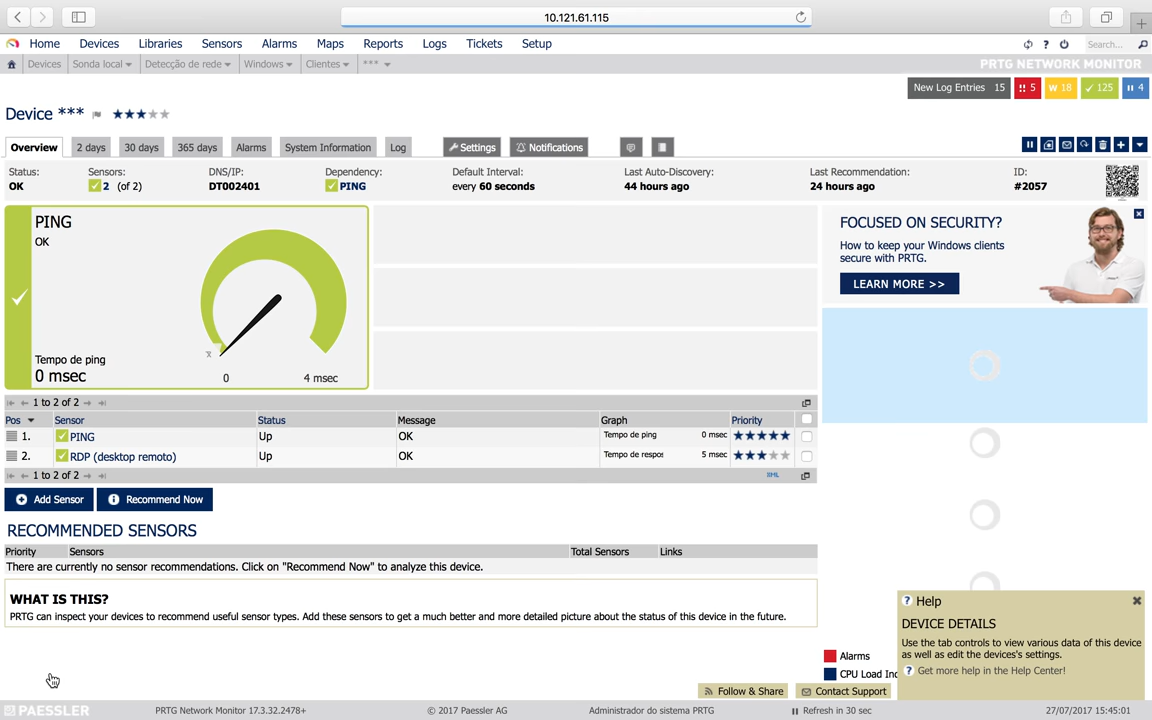 10.121.61.115
Home Devices Libraries Sensors Alarms Maps Reports Logs Tickets Setup ? Search...
Devices Sonda local Detecção de rede Windows Clientes *** PRTG NETWORK MONITOR
New Log Entries 15 !! 5 W 18 125 4
Device ***
Overview 2 days 30 days 365 days Alarms System Information Log Settings Notifications
Status: Sensors: DNS/IP: Dependency: Default Interval: Last Auto-Discovery: Last Recommendation: ID:
OK 2 (of 2) DT002401 PING every 60 seconds 44 hours ago 24 hours ago #2057
PING
OK
x
Tempo de ping
0 msec
0 4 msec
FOCUSED ON SECURITY?
How to keep your Windows clients
secure with PRTG.
LEARN MORE >>
1 to 2 of 2
Pos Sensor Status Message Graph Priority
1. PING Up OK Tempo de ping 0 msec
2. RDP (desktop remoto) Up OK Tempo de respos 5 msec
1 to 2 of 2 XML
Add Sensor Recommend Now
RECOMMENDED SENSORS
Priority Sensors Total Sensors Links
There are currently no sensor recommendations. Click on "Recommend Now" to analyze this device.
WHAT IS THIS?
PRTG can inspect your devices to recommend useful sensor types. Add these sensors to get a much better and more detailed picture about the status of this device in the future.
? Help
DEVICE DETAILS
Use the tab controls to view various data of this device
as well as edit the devices's settings.
? Get more help in the Help Center!
Alarms
CPU Load Inc
Follow & Share Contact Support
PAESSLER PRTG Network Monitor 17.3.32.2478+ © 2017 Paessler AG Administrador do sistema PRTG Refresh in 30 sec 27/07/2017 15:45:01